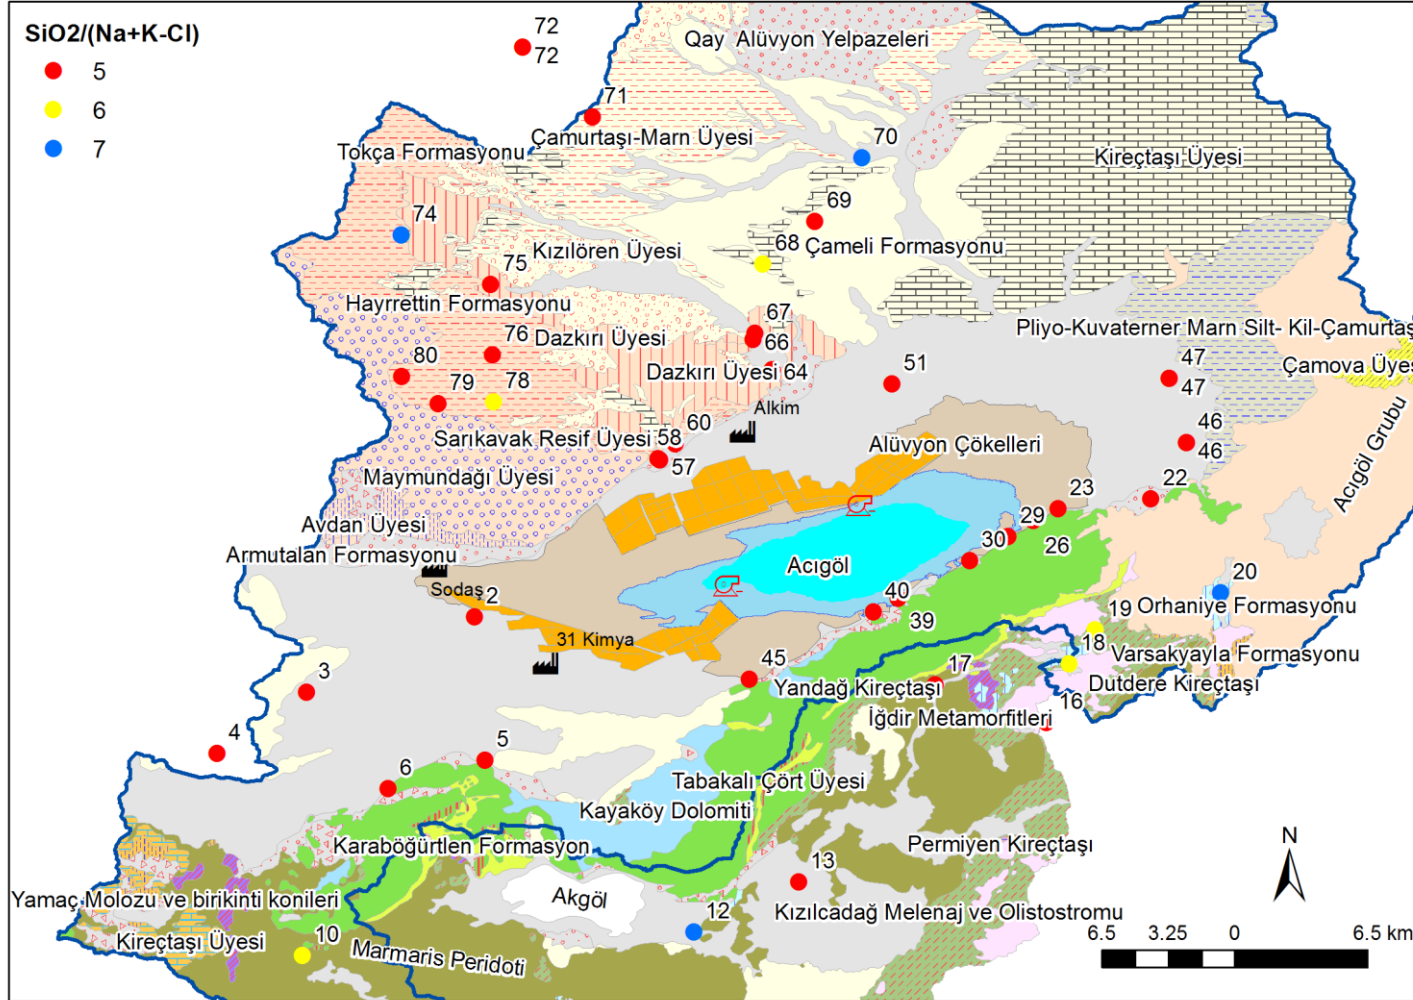 SiO2/(Na+K-Cl)
5
6
7
72
72
71
70
Qay Alüvyon Yelpazeleri
Çamurtaşı-Marn Üyesi
Tokça Formasyonu
Kireçtaşı Üyesi
74
69
68
Çameli Formasyonu
Kızılören Üyesi
75
Hayrrettin Formasyonu
67
66
64
76
Dazkırı Üyesi
Dazkırı Üyesi
Pliyo-Kuvaterner Marn Silt- Kil-Çamurtaş
Çamova Üyes
80
79
78
51
47
47
Alkim
60
58
57
Sarıkavak Resif Üyesi
Alüvyon Çökelleri
46
46
Maymundağı Üyesi
Acıgöl Grubu
22
23
Avdan Üyesi
29
26
30
Armutalan Formasyonu
Acıgöl
Sodaş
2
20
40
39
19
Orhaniye Formasyonu
31 Kimya
18
Varsakyayla Formasyonu
3
45
17
Yandağ Kireçtaşı
Dutdere Kireçtaşı
16
İğdir Metamorfitleri
4
5
6
Tabakalı Çört Üyesi
Kayaköy Dolomiti
Karaböğürtlen Formasyon
Permiyen Kireçtaşı
13
N
Akgöl
Yamaç Molozu ve birikinti konileri
12
Kızılcadağ Melenaj ve Olistostromu
Kireçtaşı Üyesi
10
Marmaris Peridoti
6.5 3.25 0 6.5 km